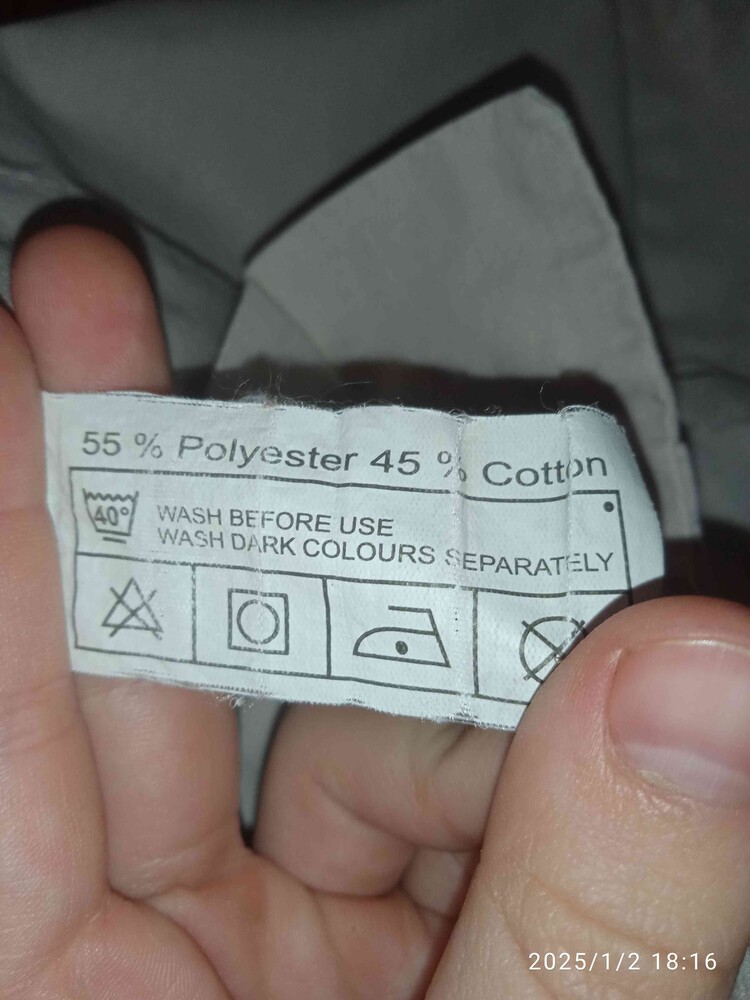 55 % Polyester 45 % Cotton
40°
WASH BEFORE USE
WASH DARK COLOURS SEPARATELY
2025/1/2 18:16